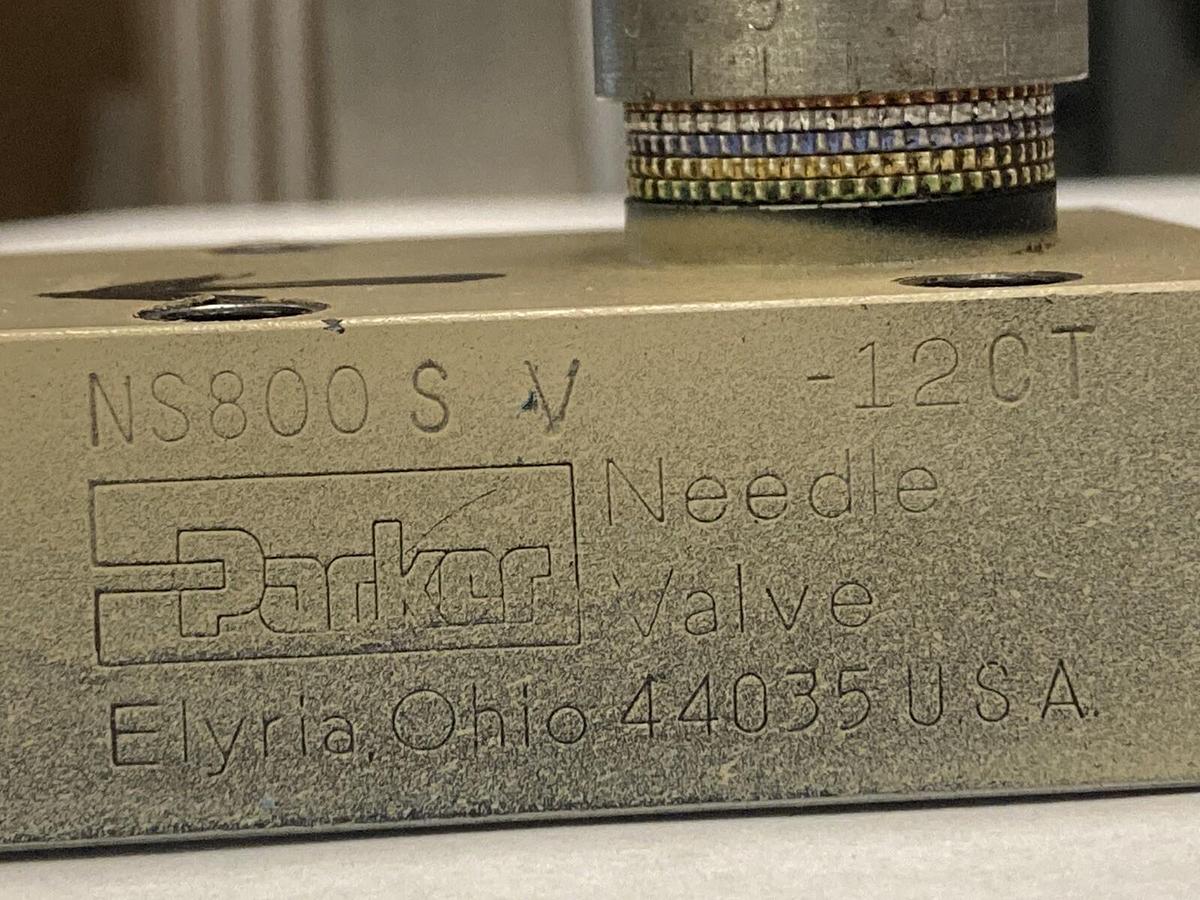 NS800 S V -12CT
Parker
Needle
Valve
Elyria, Ohio 44035 U.S.A.